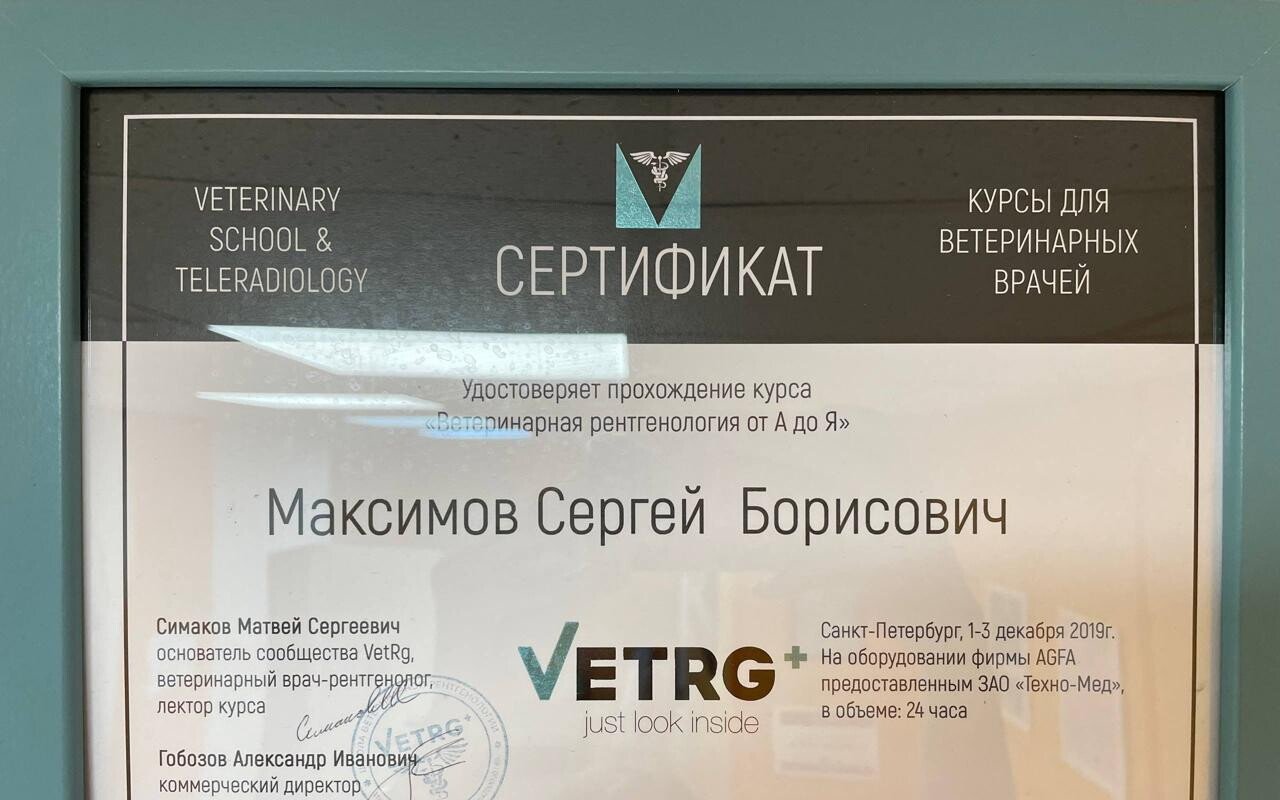 VETERINARY
SCHOOL &
TELERADIOLOGY
СЕРТИФИКАТ
КУРСЫ ДЛЯ
ВЕТЕРИНАРНЫХ
ВРАЧЕЙ
Удостоверяет прохождение курса
«Ветеринарная рентгенология от А до Я»
Максимов Сергей Борисович
Симаков Матвей Сергеевич
основатель сообщества VetRg,
ветеринарный врач-рентгенолог,
лектор курса
Гобозов Александр Иванович
коммерческий директор
VETRG+
just look inside
Санкт-Петербург, 1-3 декабря 2019г.
На оборудовании фирмы AGFA
предоставленным ЗАО «Техно-Мед»,
в объеме: 24 часа
VETRG+